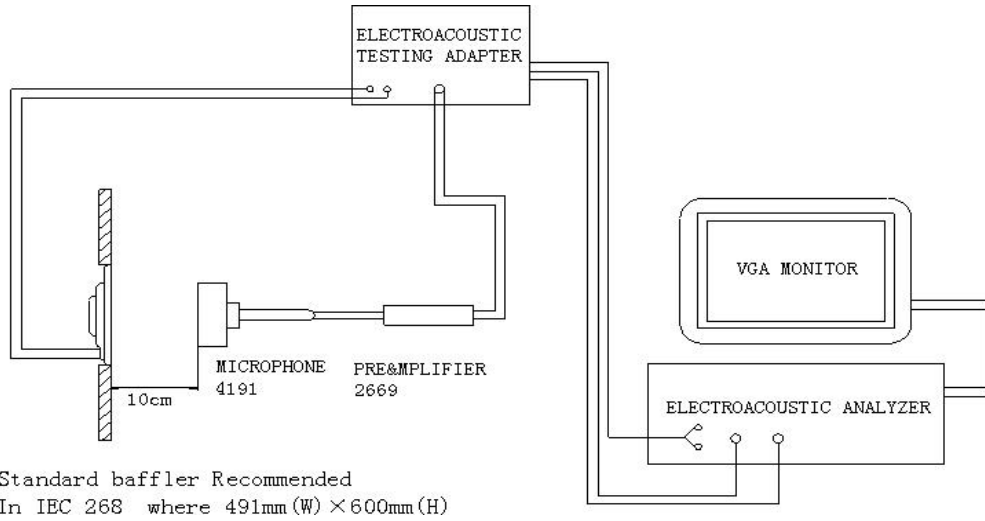 ELECTROACOUSTIC
TESTING ADAPTER
VGA MONITOR
MICROPHONE
4191
PRE&MPLIFIER
2669
10cm
ELECTROACOUSTIC ANALYZER
Standard baffler Recommended
In IEC 268 where 491mm(W)×600mm(H)